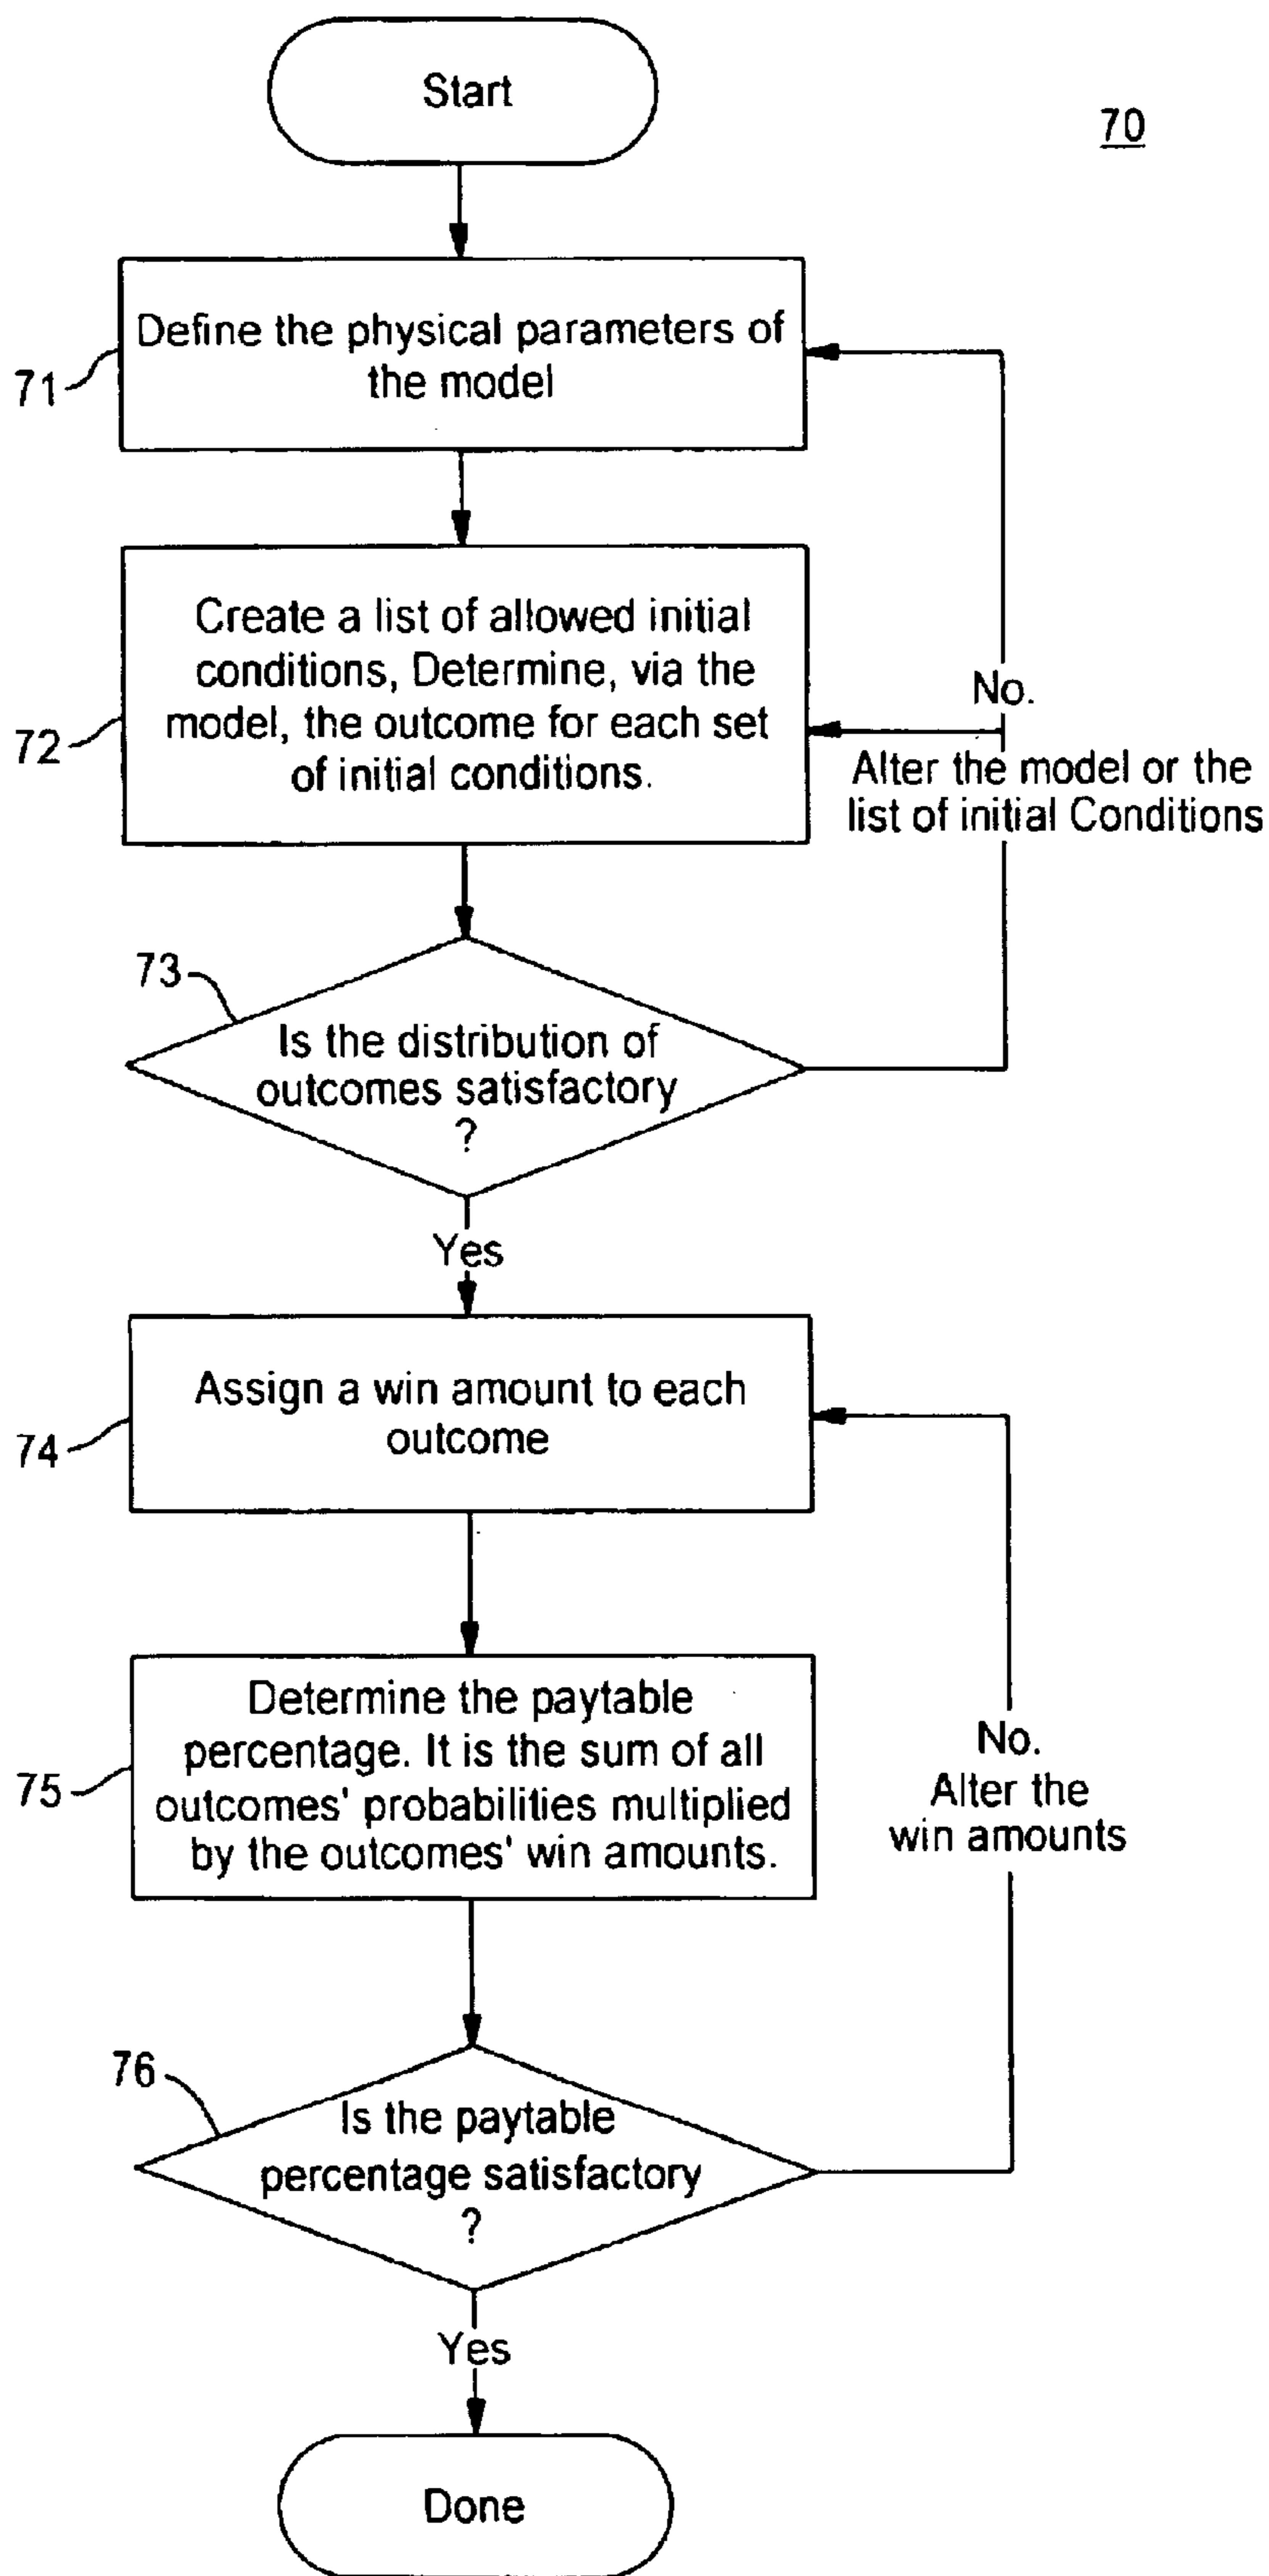 Start
70
Define the physical parameters of
the model
71
Create a list of allowed initial
conditions, Determine, via the
model, the outcome for each set
of initial conditions.
72
No.
Alter the model or the
list of initial Conditions
73
Is the distribution of
outcomes satisfactory
?
Yes
Assign a win amount to each
outcome
74
Determine the paytable
percentage. It is the sum of all
outcomes' probabilities multiplied
by the outcomes' win amounts.
75
No.
Alter the
win amounts
76
Is the paytable
percentage satisfactory
?
Yes
Done